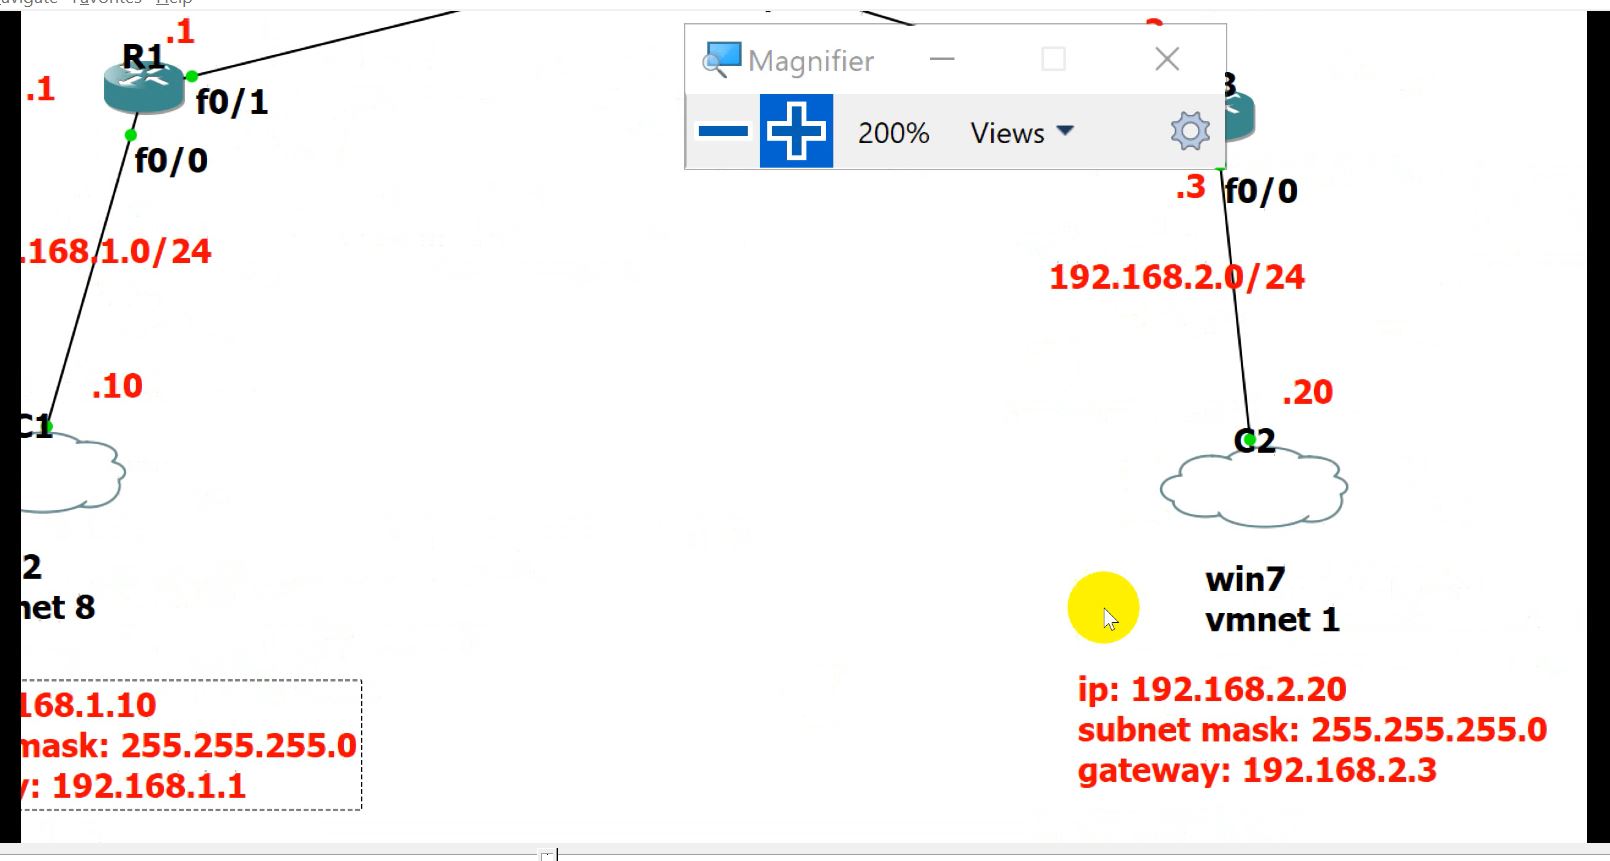 Help
.1
R1
.1
f0/1
f0/0
.168.1.0/24
.10
C1
2
net 8
168.1.10
mask: 255.255.255.0
: 192.168.1.1
Magnifier
200% Views
3
.3 f0/0
192.168.2.0/24
.20
C2
win7
vmnet 1
ip: 192.168.2.20
subnet mask: 255.255.255.0
gateway: 192.168.2.3